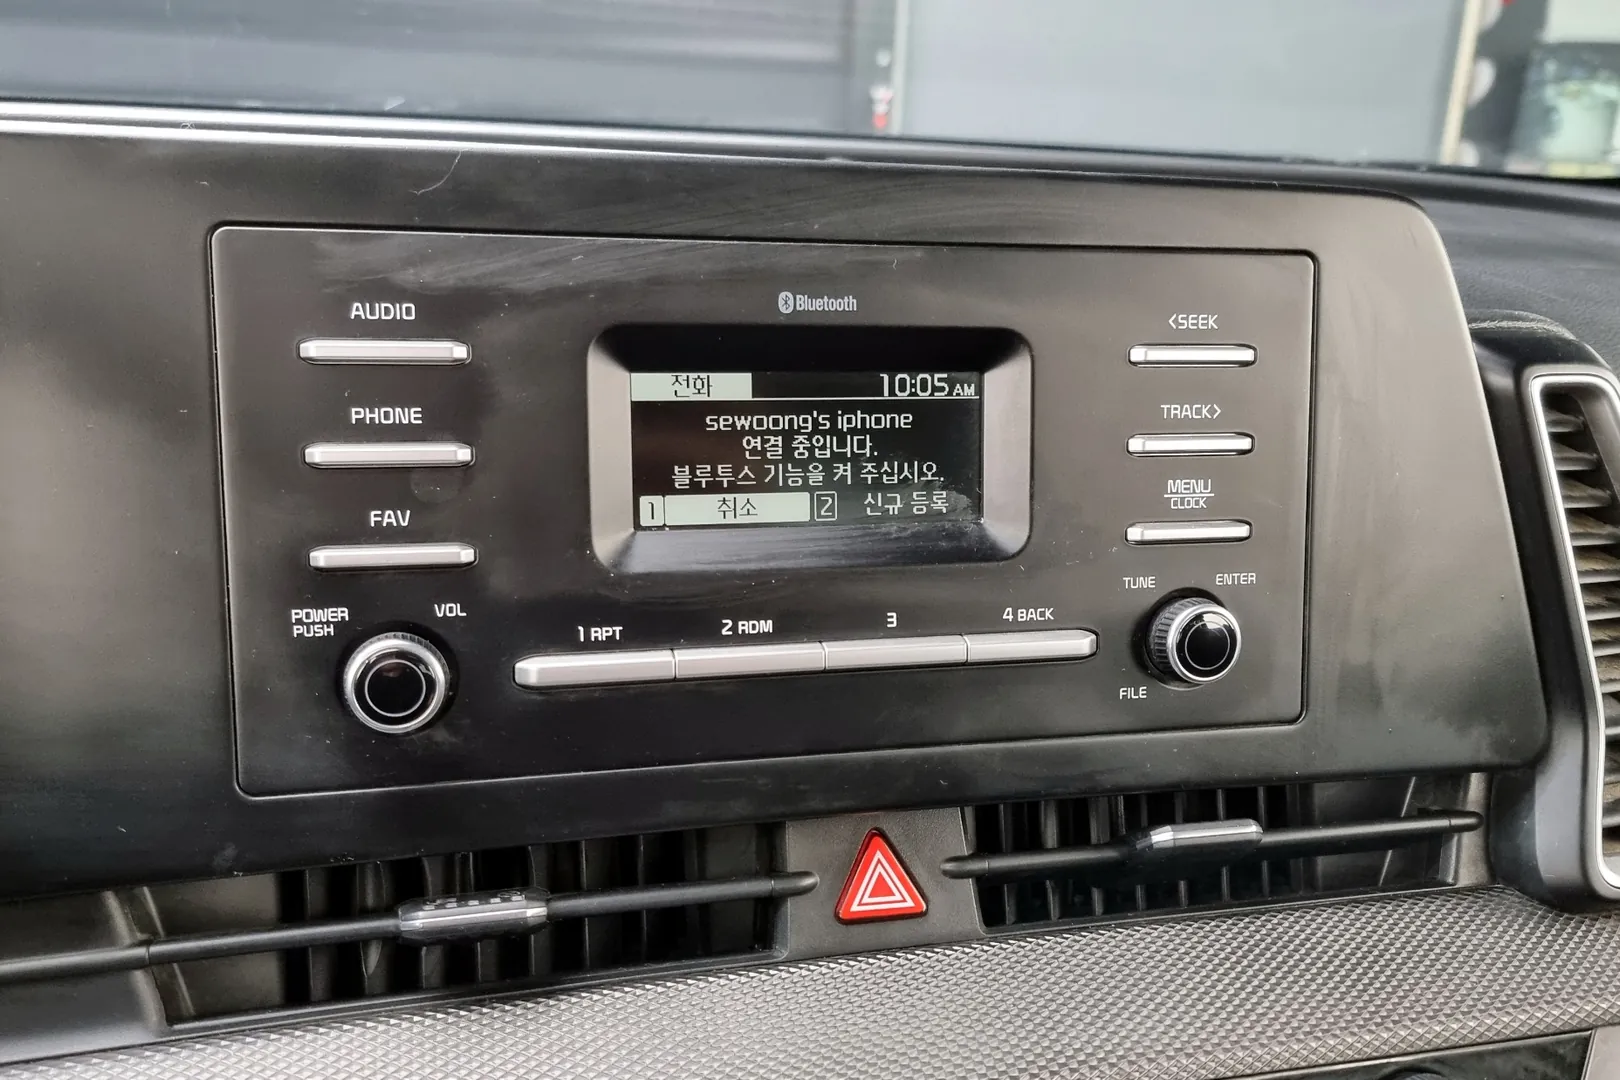 Bluetooth
AUDIO
PHONE
FAV
POWER
PUSH
VOL
전화 10:05 AM
sewoong's iphone
연결 중입니다.
블루투스 기능을 켜 주십시오.
1 취소 2 신규 등록
1 RPT
2 RDM
3
4 BACK
<SEEK
TRACK>
MENU
CLOCK
TUNE
ENTER
FILE